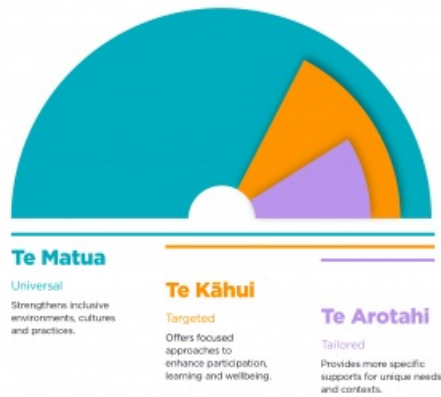 Te Matua
Universal
Strengthens inclusive
environments, cultures
and practices.
Te Kāhui
Targeted
Offers focused
approaches to
enhance participation,
learning and wellbeing.
Te Arotahi
Tailored
Provides more specific
supports for unique needs
and contexts.